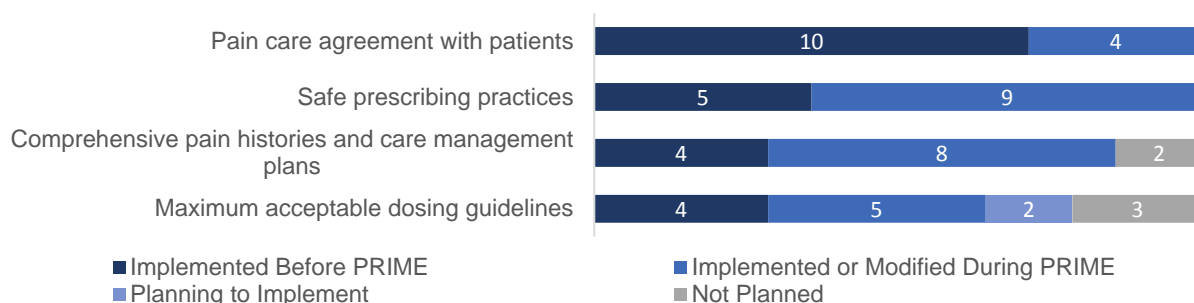 Pain care agreement with patients 10 4
Safe prescribing practices 5 9
Comprehensive pain histories and care management
plans 4 8 2
Maximum acceptable dosing guidelines 4 5 2 3
Implemented Before PRIME Implemented or Modified During PRIME
Planning to Implement Not Planned